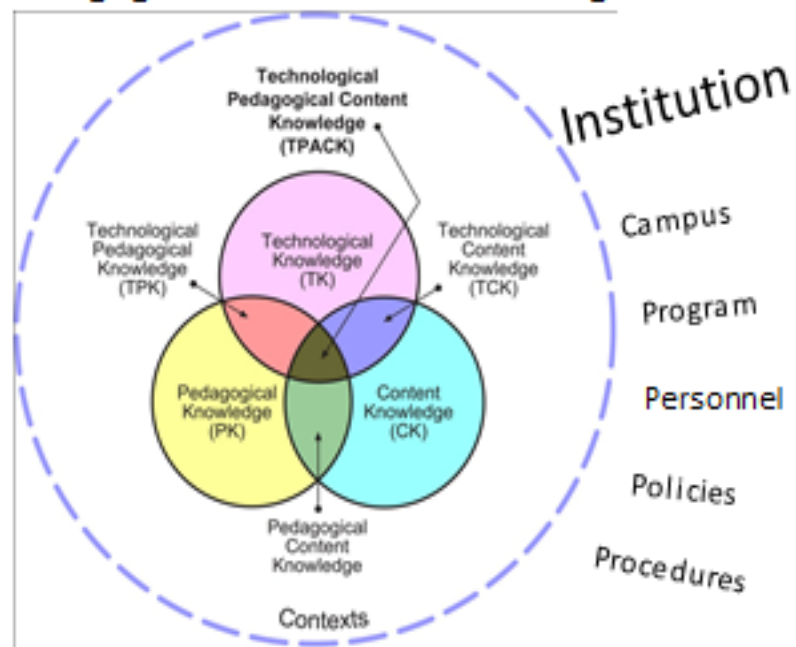 Technological
Pedagogical Content
Knowledge
(TPACK)
Institution
Campus
Program
Personnel
Policies
Procedures
Technological
Pedagogical
Knowledge
(TPK)
Technological
Knowledge
(TK)
Technological
Content
Knowledge
(TCK)
Pedagogical
Knowledge
(PK)
Content
Knowledge
(CK)
Pedagogical
Content
Knowledge
Contexts